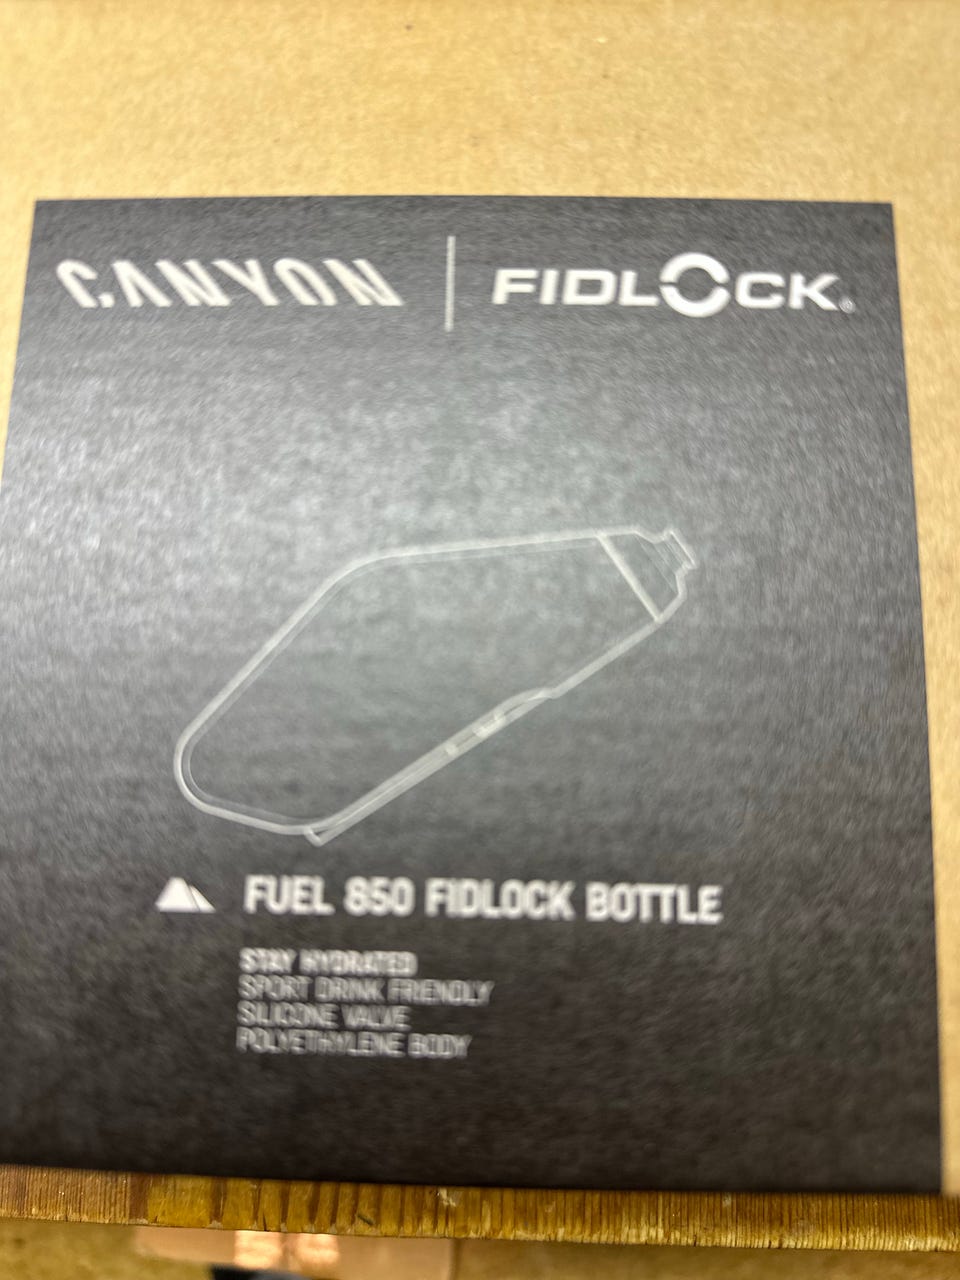 CANYON | FIDLOCK®
FUEL 850 FIDLOCK BOTTLE
STAY HYDRATED
SPORT DRINK FRIENDLY
SILICONE VALVE
POLYETHYLENE BODY